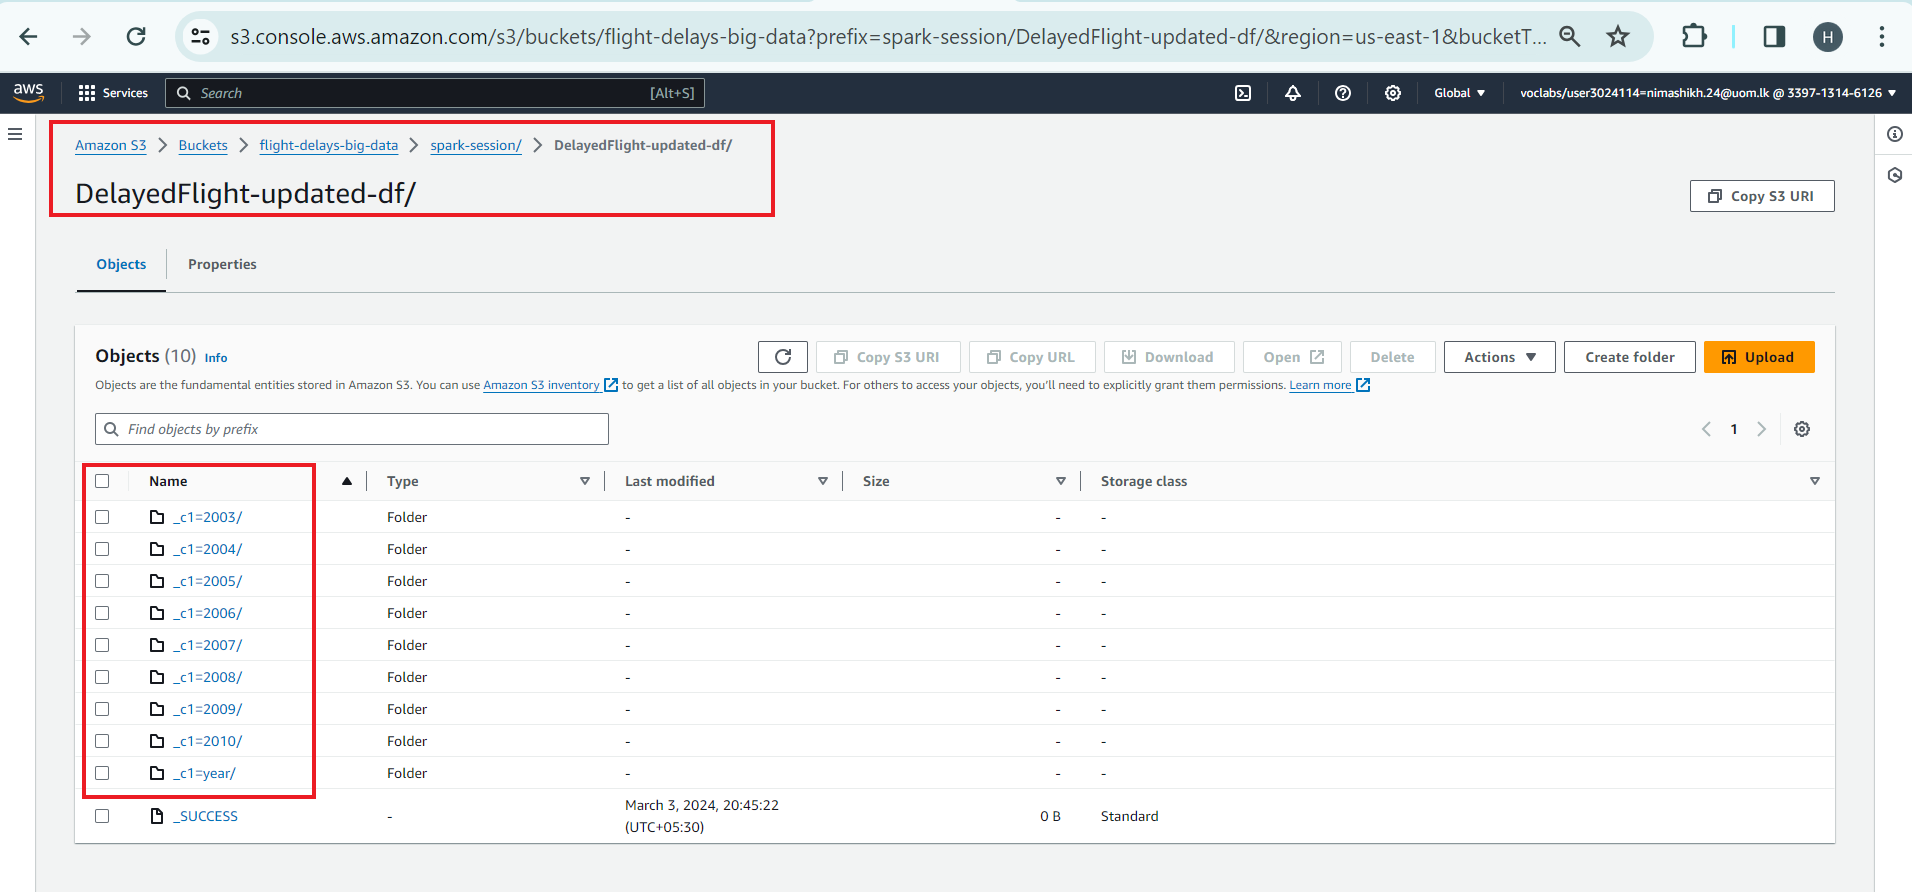 s3.console.aws.amazon.com/s3/buckets/flight-delays-big-data?prefix=spark-session/DelayedFlight-updated-df/&region=us-east-1&bucketT... H
aws Services Search [Alt+S] Global voclabs/user3024114=nimashikh.24@uom.lk @ 3397-1314-6126
Amazon S3 Buckets flight-delays-big-data spark-session/ DelayedFlight-updated-df/
DelayedFlight-updated-df/
Copy S3 URI
Objects Properties
Objects (10) Info Copy S3 URI Copy URL Download Open Delete Actions Create folder Upload
Objects are the fundamental entities stored in Amazon S3. You can use Amazon S3 inventory to get a list of all objects in your bucket. For others to access your objects, you'll need to explicitly grant them permissions. Learn more
Find objects by prefix 1
Name Type Last modified Size Storage class
_c1=2003/ Folder - - -
_c1=2004/ Folder - - -
_c1=2005/ Folder - - -
_c1=2006/ Folder - - -
_c1=2007/ Folder - - -
_c1=2008/ Folder - - -
_c1=2009/ Folder - - -
_c1=2010/ Folder - - -
_c1=year/ Folder - - -
_SUCCESS - March 3, 2024, 20:45:22 (UTC+05:30) 0 B Standard